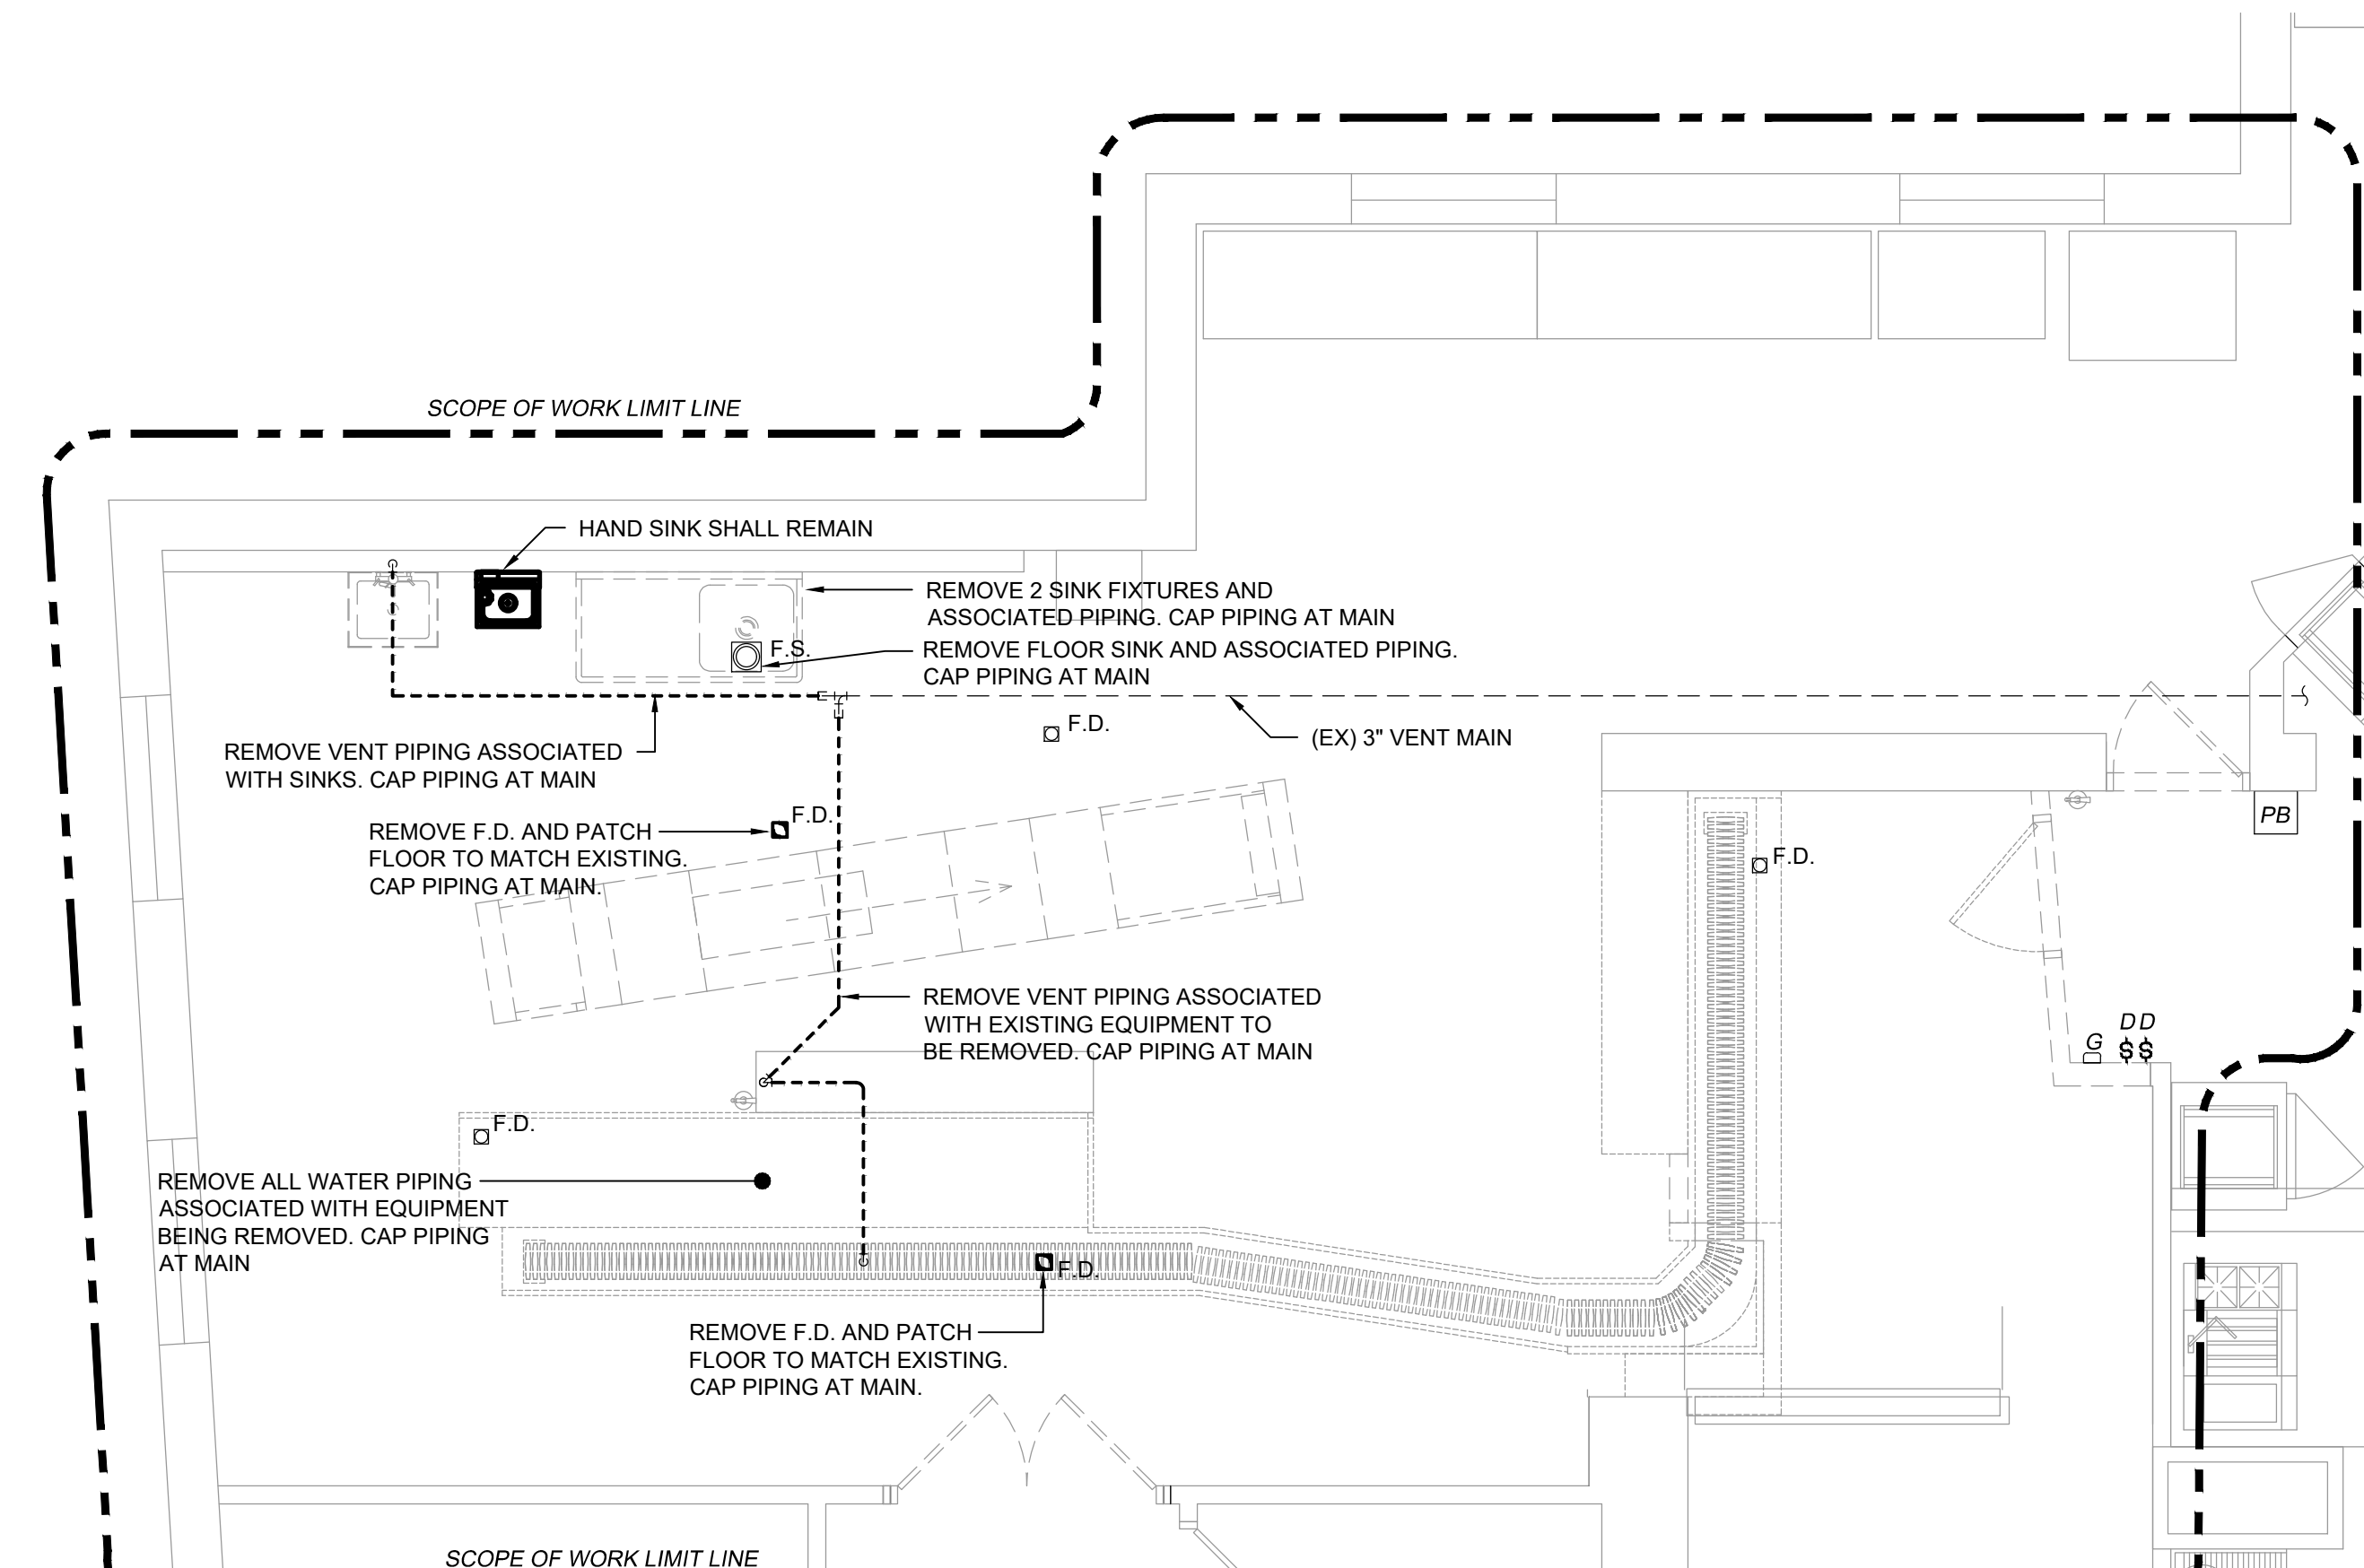 SCOPE OF WORK LIMIT LINE
HAND SINK SHALL REMAIN
REMOVE 2 SINK FIXTURES AND
ASSOCIATED PIPING. CAP PIPING AT MAIN
F.S.
REMOVE FLOOR SINK AND ASSOCIATED PIPING.
CAP PIPING AT MAIN
F.D.
(EX) 3" VENT MAIN
REMOVE VENT PIPING ASSOCIATED
WITH SINKS. CAP PIPING AT MAIN
F.D.
REMOVE F.D. AND PATCH
FLOOR TO MATCH EXISTING.
CAP PIPING AT MAIN.
PB
F.D.
REMOVE VENT PIPING ASSOCIATED
WITH EXISTING EQUIPMENT TO
BE REMOVED. CAP PIPING AT MAIN
D D
G
$ $
F.D.
REMOVE ALL WATER PIPING
ASSOCIATED WITH EQUIPMENT
BEING REMOVED. CAP PIPING
AT MAIN
F.D.
REMOVE F.D. AND PATCH
FLOOR TO MATCH EXISTING.
CAP PIPING AT MAIN.
SCOPE OF WORK LIMIT LINE